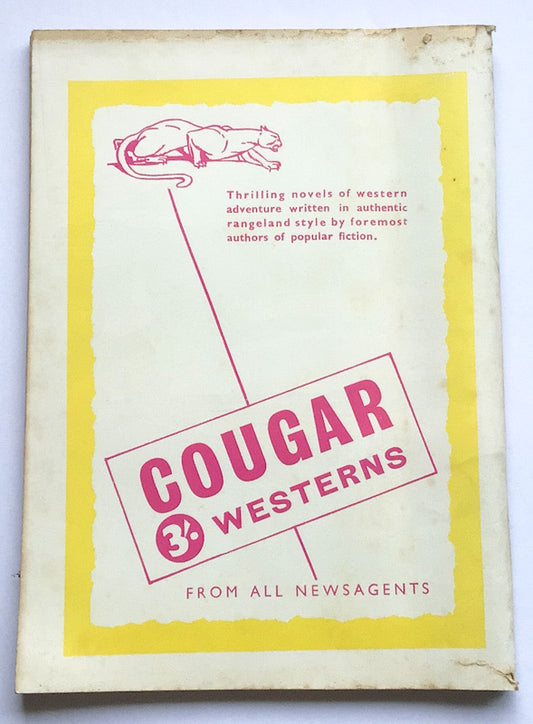 Thrilling novels of western
adventure written in authentic
rangeland style by foremost
authors of popular fiction.
COUGAR
3/- WESTERNS
FROM ALL NEWSAGENTS